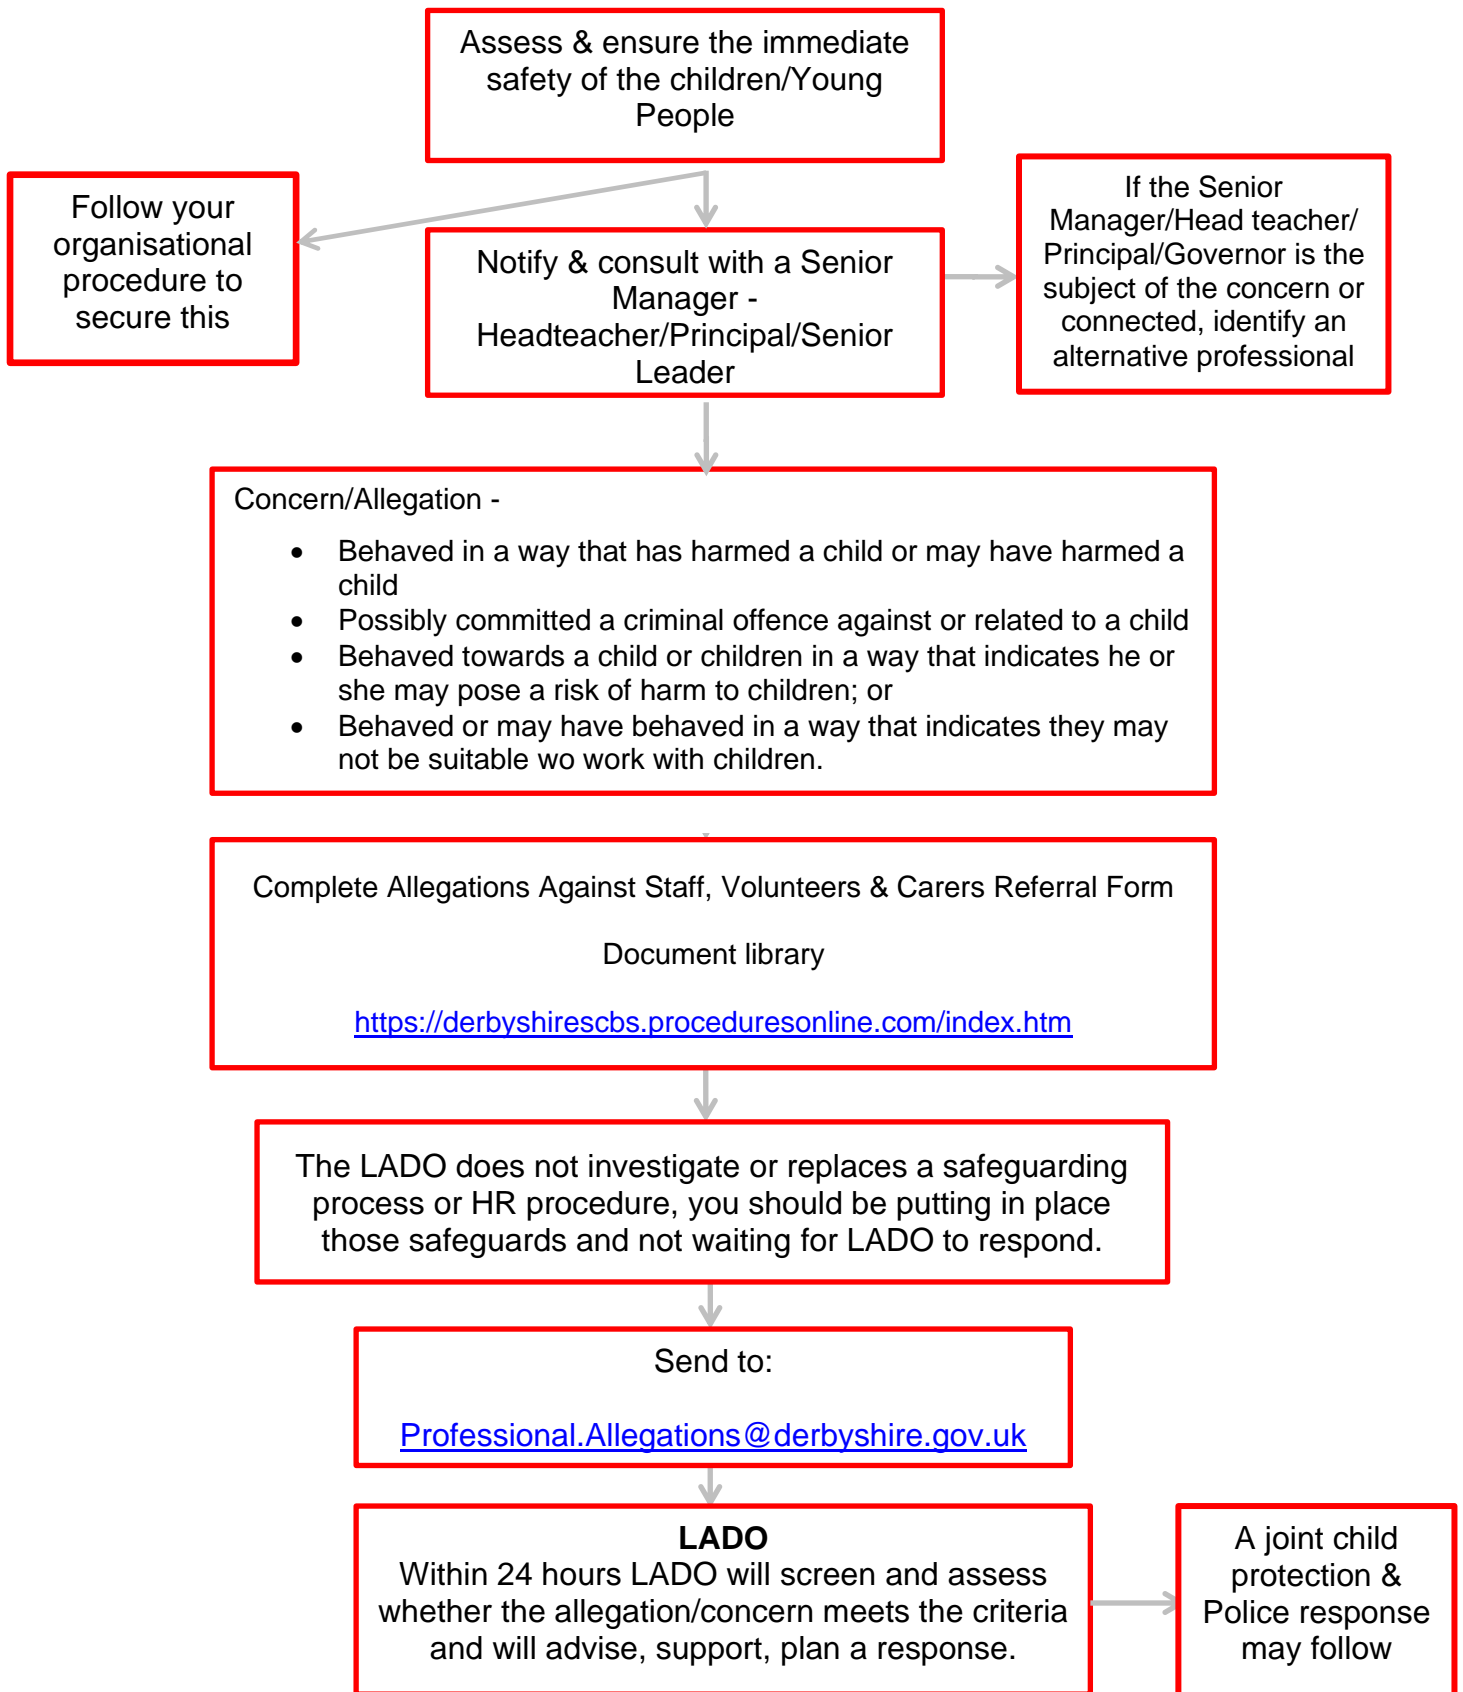 Assess & ensure the immediate
safety of the children/Young
People
Follow your
organisational
procedure to
secure this
Notify & consult with a Senior
Manager -
Headteacher/Principal/Senior
Leader
If the Senior
Manager/Head teacher/
Principal/Governor is the
subject of the concern or
connected, identify an
alternative professional
Concern/Allegation -
• Behaved in a way that has harmed a child or may have harmed a
child
• Possibly committed a criminal offence against or related to a child
• Behaved towards a child or children in a way that indicates he or
she may pose a risk of harm to children; or
• Behaved or may have behaved in a way that indicates they may
not be suitable wo work with children.
Complete Allegations Against Staff, Volunteers & Carers Referral Form
Document library
https://derbyshirescbs.proceduresonline.com/index.htm
The LADO does not investigate or replaces a safeguarding
process or HR procedure, you should be putting in place
those safeguards and not waiting for LADO to respond.
Send to:
Professional.Allegations@derbyshire.gov.uk
LADO
Within 24 hours LADO will screen and assess
whether the allegation/concern meets the criteria
and will advise, support, plan a response.
A joint child
protection &
Police response
may follow